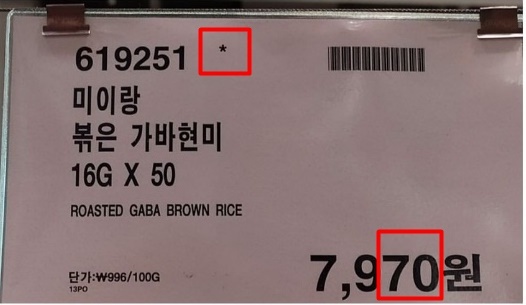 619251 *
미이랑
볶은 가바현미
16G X 50
ROASTED GABA BROWN RICE
단가:₩996/100G
13PO
7,970원